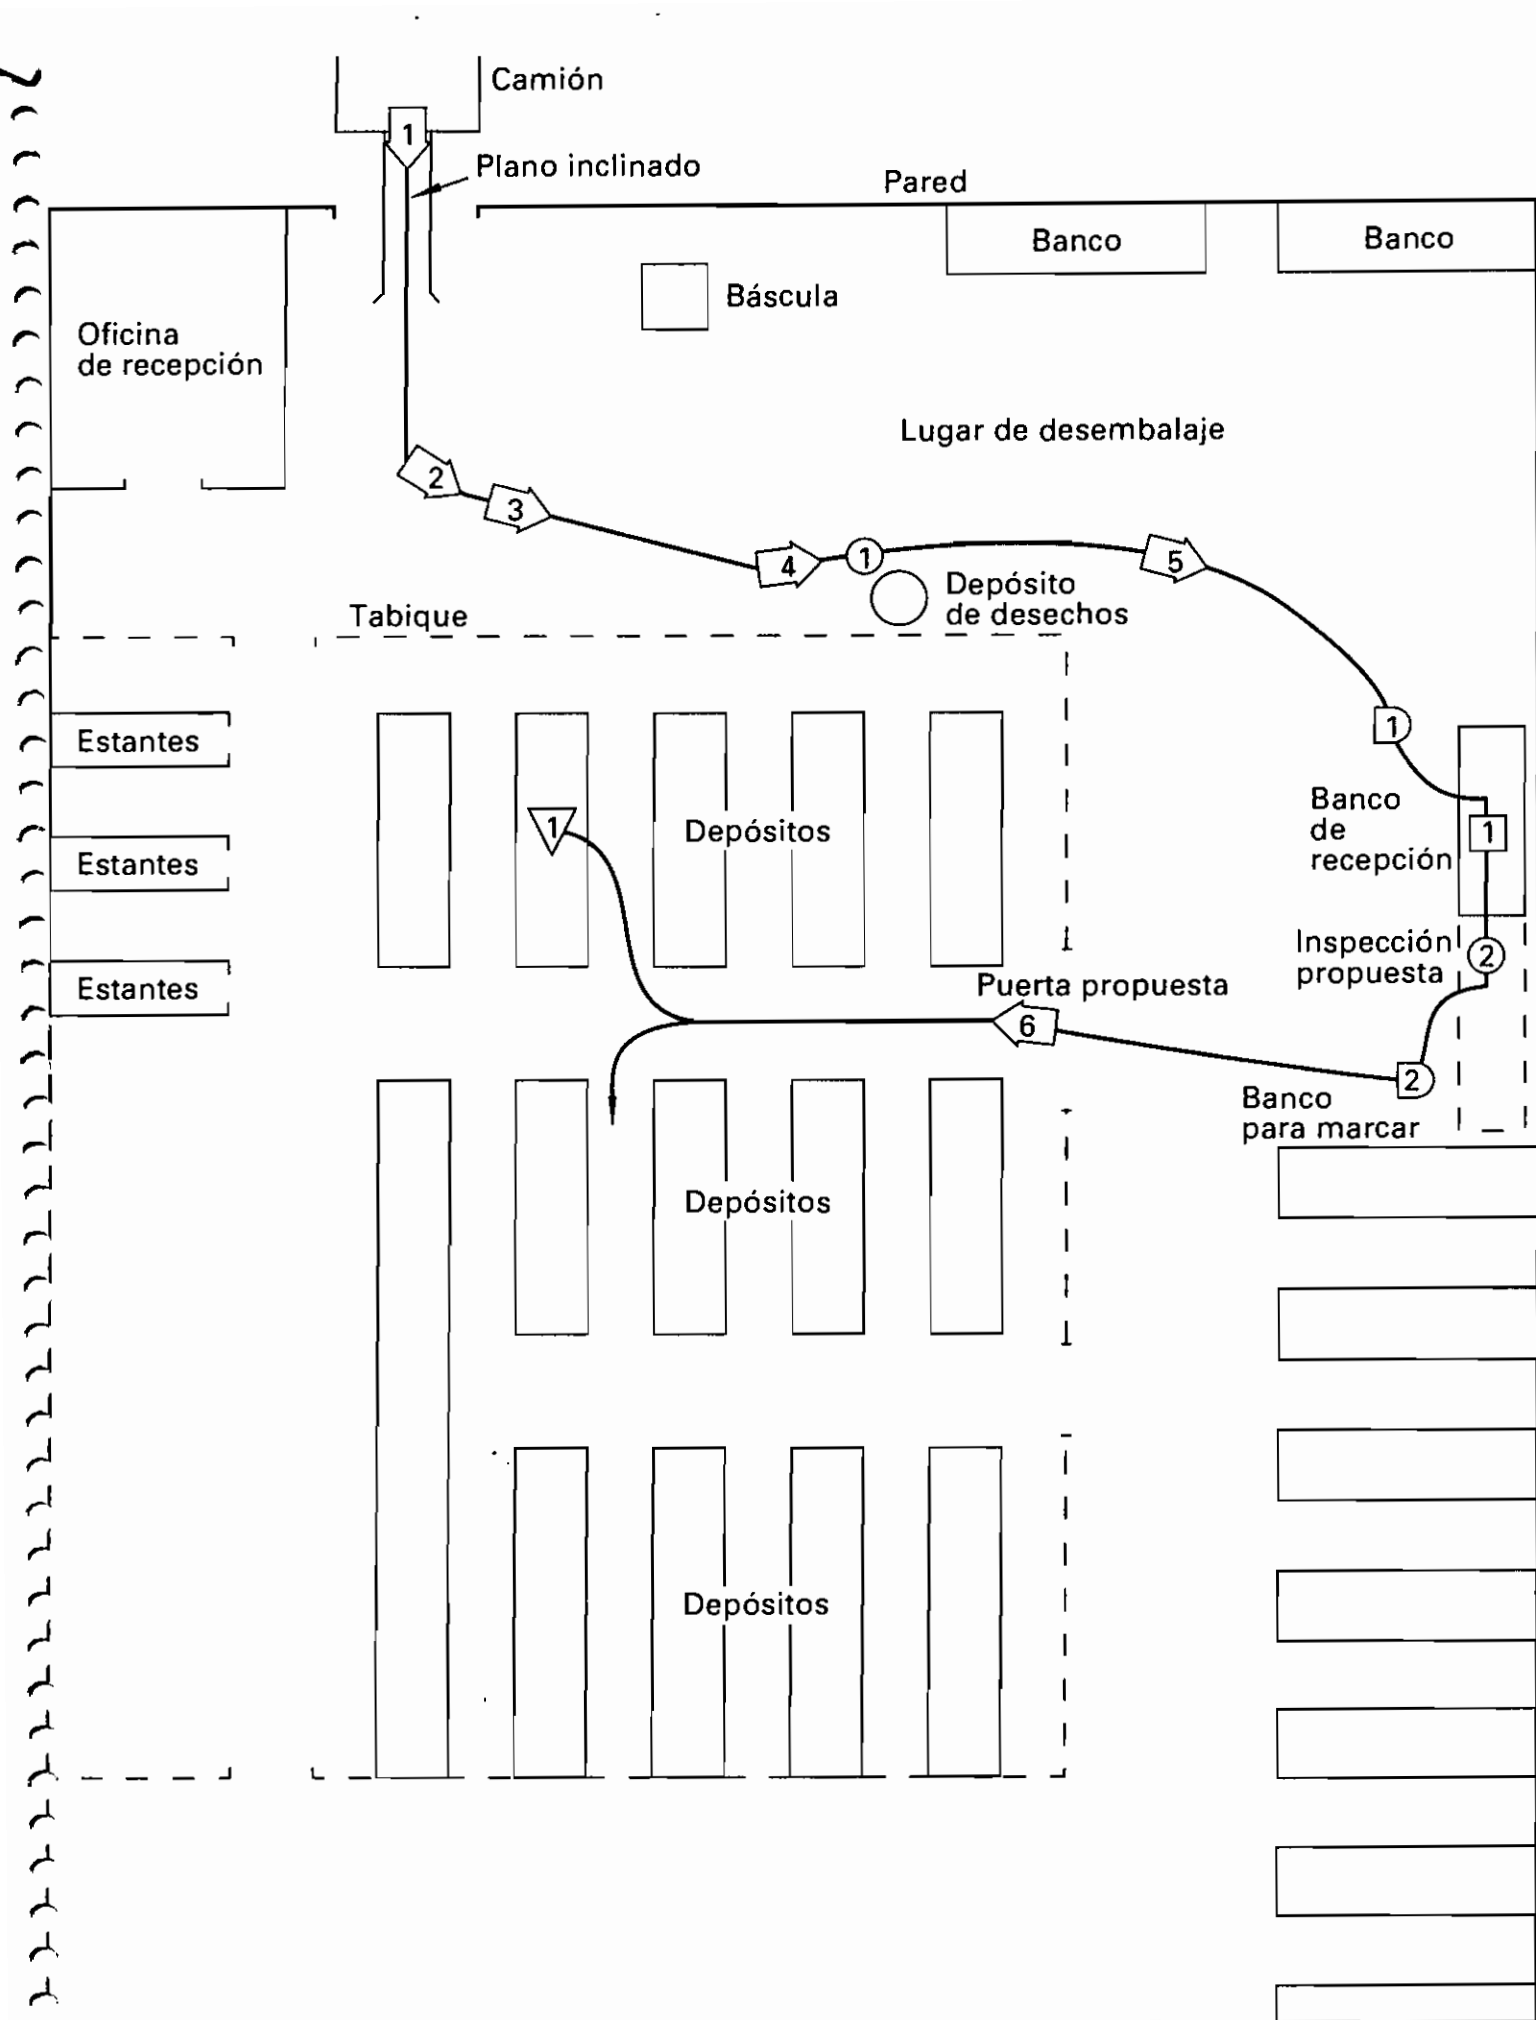 Camión
1
Plano inclinado
Pared
Banco
Banco
Báscula
Oficina
de recepción
Lugar de desembalaje
2
3
4
1
5
Depósito
de desechos
Tabique
1
Estantes
Banco
de
recepción
1
1
Depósitos
Estantes
Inspección
propuesta
2
Estantes
Puerta propuesta
6
2
Banco
para marcar
Depósitos
Depósitos